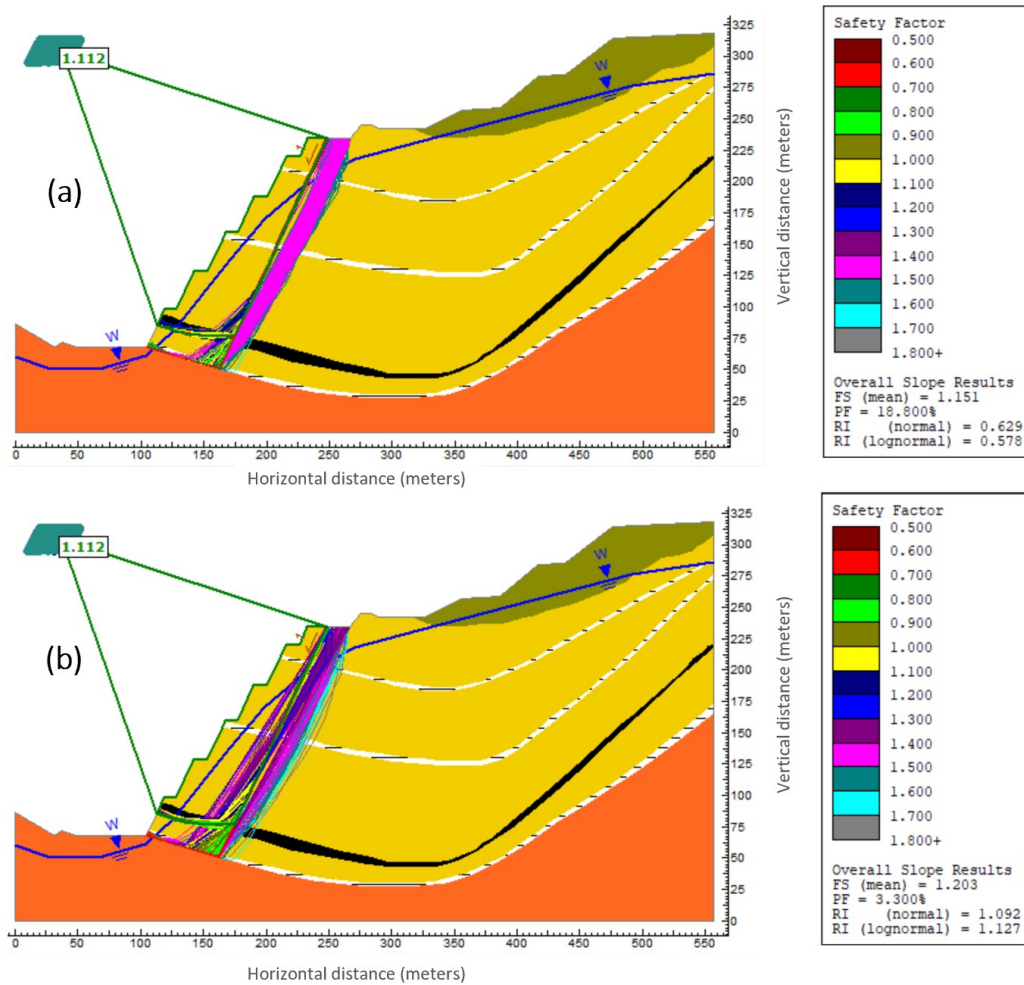 (a)
1.112
W
W
325
300
275
250
225
200
175
150
125
100
75
50
25
0
Vertical distance (meters)
0 50 100 150 200 250 300 350 400 450 500 550
Horizontal distance (meters)
Safety Factor
0.500
0.600
0.700
0.800
0.900
1.000
1.100
1.200
1.300
1.400
1.500
1.600
1.700
1.800+
Overall Slope Results
FS (mean) = 1.151
PF = 18.800%
RI (normal) = 0.629
RI (lognormal) = 0.578
(b)
1.112
W
W
325
300
275
250
225
200
175
150
125
100
75
50
25
0
Vertical distance (meters)
0 50 100 150 200 250 300 350 400 450 500 550
Horizontal distance (meters)
Safety Factor
0.500
0.600
0.700
0.800
0.900
1.000
1.100
1.200
1.300
1.400
1.500
1.600
1.700
1.800+
Overall Slope Results
FS (mean) = 1.203
PF = 3.300%
RI (normal) = 1.092
RI (lognormal) = 1.127